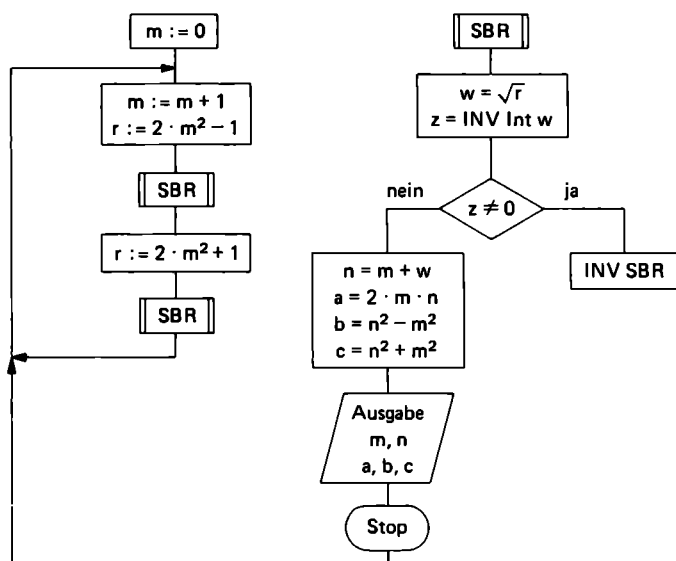 m := 0
m := m + 1
r := 2 · m² – 1
SBR
r := 2 · m² + 1
SBR
SBR
w = √r
z = INV Int w
nein
z ≠ 0
ja
n = m + w
a = 2 · m · n
b = n² – m²
c = n² + m²
INV SBR
Ausgabe
m, n
a, b, c
Stop